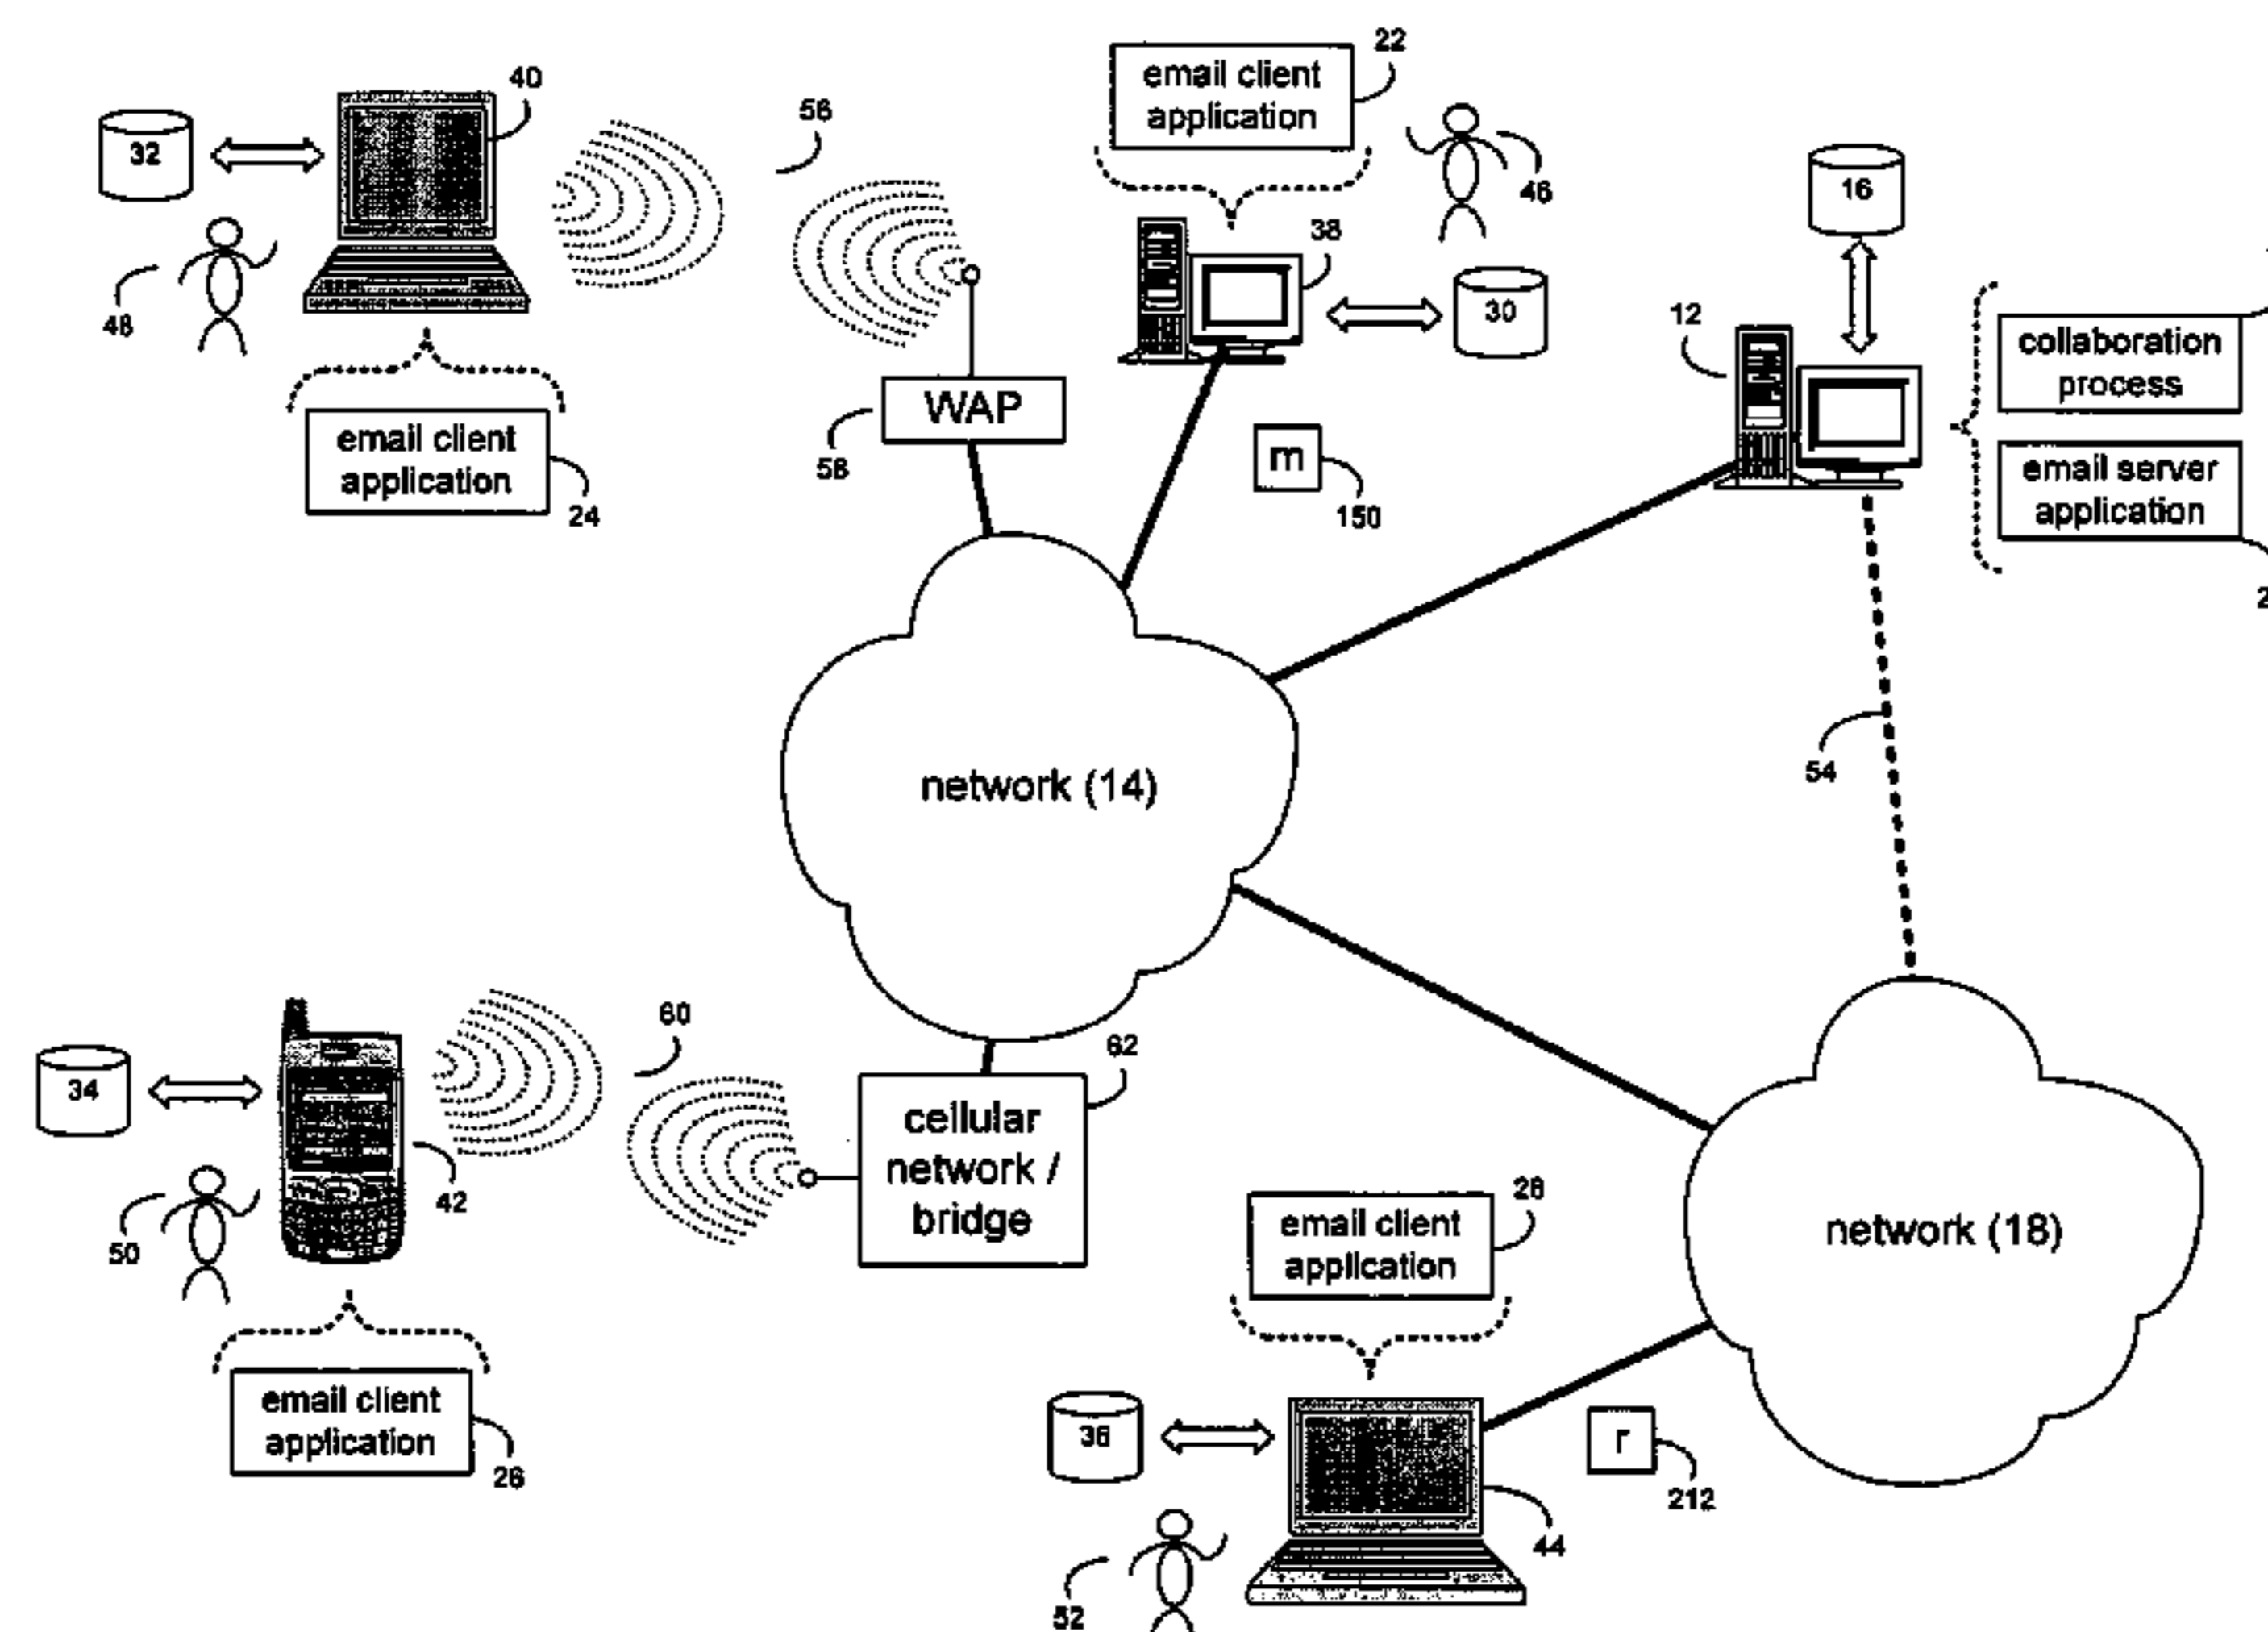 22
email client
application
40
56
32
46
16
38
48
30
12
collaboration
process
WAP
58
email client
application
24
m
150
email server
application
network (14)
54
60
62
34
cellular
network /
bridge
42
50
28
email client
application
network (18)
email client
application
26
36
r
212
44
52